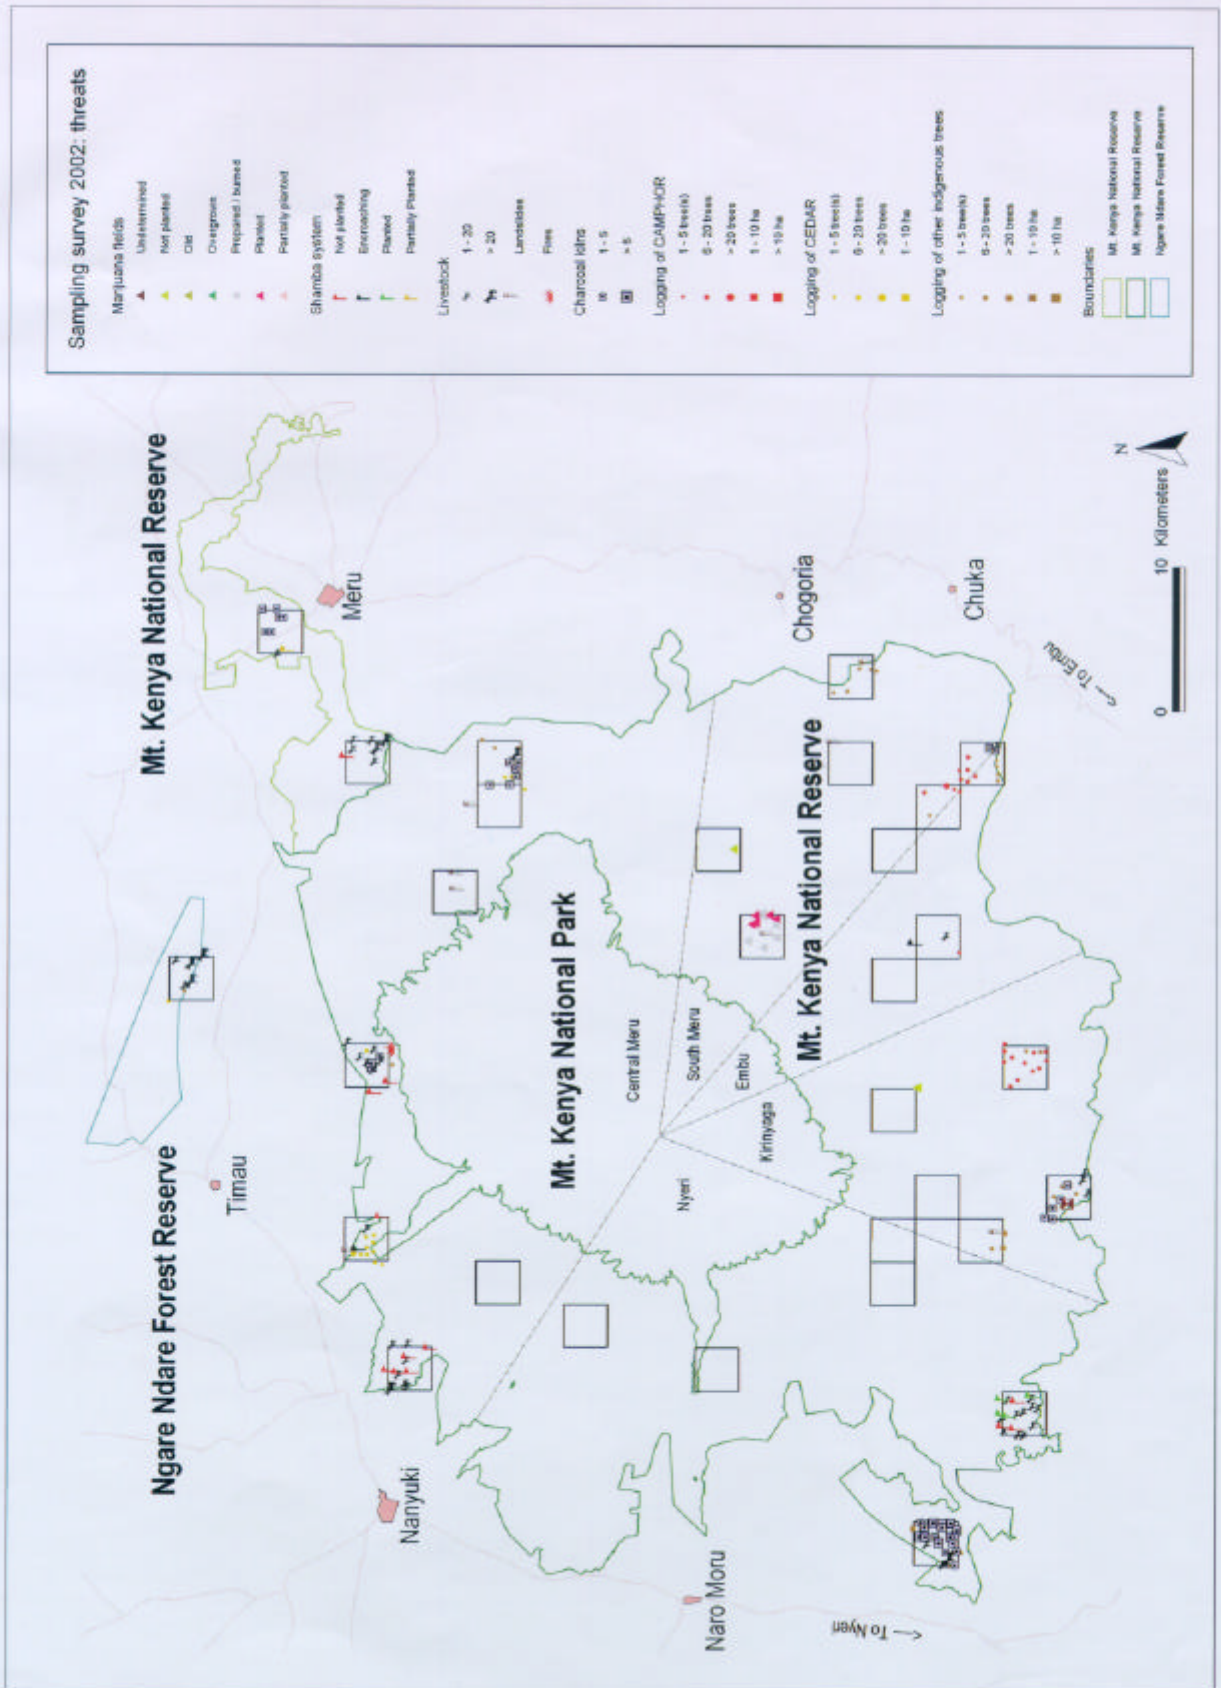 Sampling survey 2002: threats
Marijuana fields
Undetermined
Not planted
Old
Overgrown
Prepared / burned
Planted
Partially planted
Shamba system
Not planted
Encroaching
Planted
Partially Planted
Livestock
1 - 20
> 20
Landslides
Fires
Charcoal kilns
1 - 5
> 5
Logging of CAMPHOR
1 - 5 tree(s)
6 - 20 trees
> 20 trees
1 - 10 ha
> 10 ha
Logging of CEDAR
1 - 5 tree(s)
6 - 20 trees
> 20 trees
1 - 10 ha
Logging of other indigenous trees
1 - 5 tree(s)
6 - 20 trees
> 20 trees
1 - 10 ha
> 10 ha
Boundaries
Mt. Kenya National Reserve
Mt. Kenya National Reserve
Ngare Ndare Forest Reserve
Ngare Ndare Forest Reserve
Mt. Kenya National Reserve
Timau
Meru
Nanyuki
Mt. Kenya National Park
Central Meru
South Meru
Embu
Kirinyaga
Nyeri
Mt. Kenya National Reserve
Chogoria
Chuka
Naro Moru
To Nyeri
To Embu
N
0
10 Kilometers